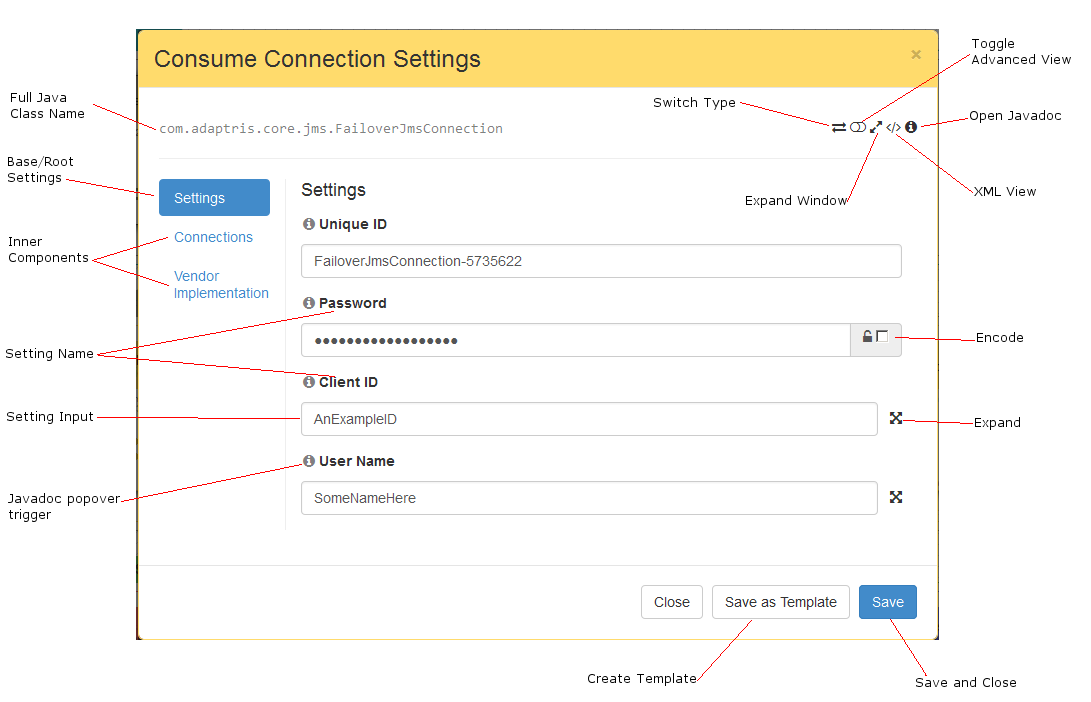 Toggle
Advanced View
Consume Connection Settings
×
Full Java
Class Name
Switch Type
Open Javadoc
com.adaptris.core.jms.FailoverJmsConnection
Base/Root
Settings
XML View
Expand Window
Settings
Settings
Unique ID
Connections
Inner
Components
FailoverJmsConnection-5735622
Vendor
Implementation
Password
••••••••••••••••••
Encode
Setting Name
Client ID
Setting Input
AnExampleID
Expand
User Name
Javadoc popover
trigger
SomeNameHere
Close
Save as Template
Save
Create Template
Save and Close